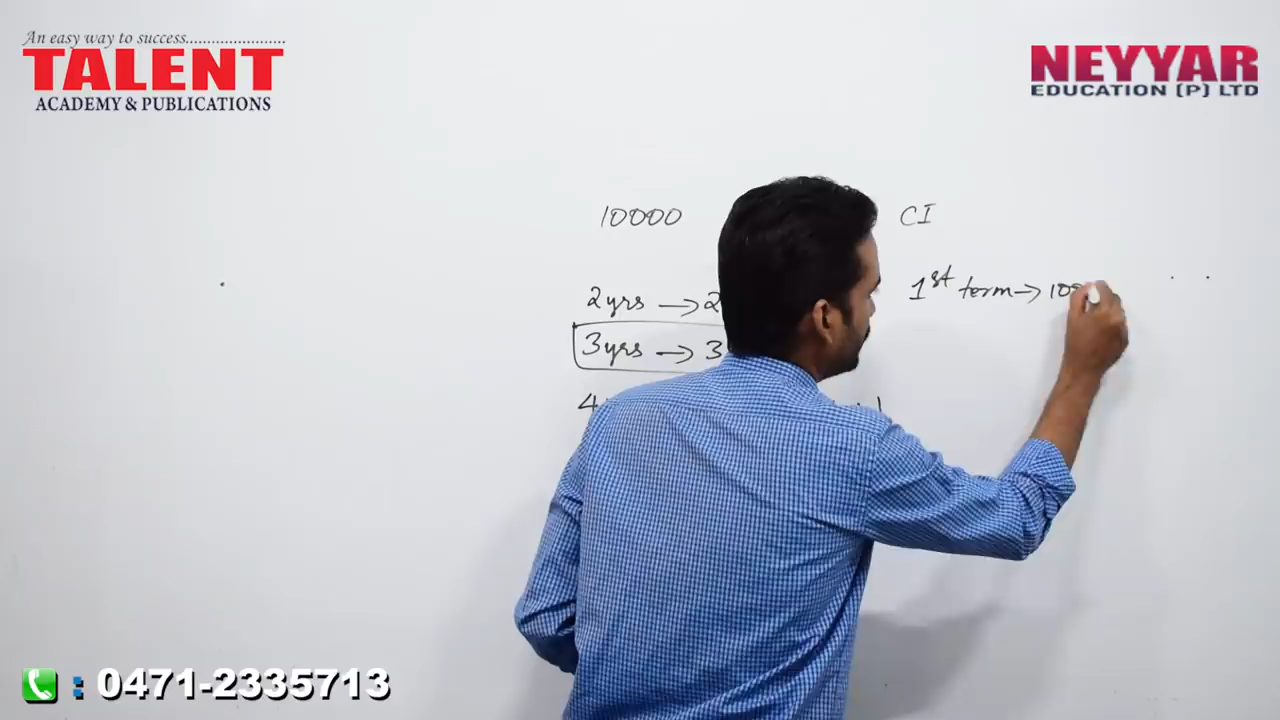 An easy way to success........................
TALENT
ACADEMY & PUBLICATIONS
NEYYAR
EDUCATION (P) LTD
10000
CI
2yrs → 2
1st term → 10
3yrs → 3
4
: 0471-2335713